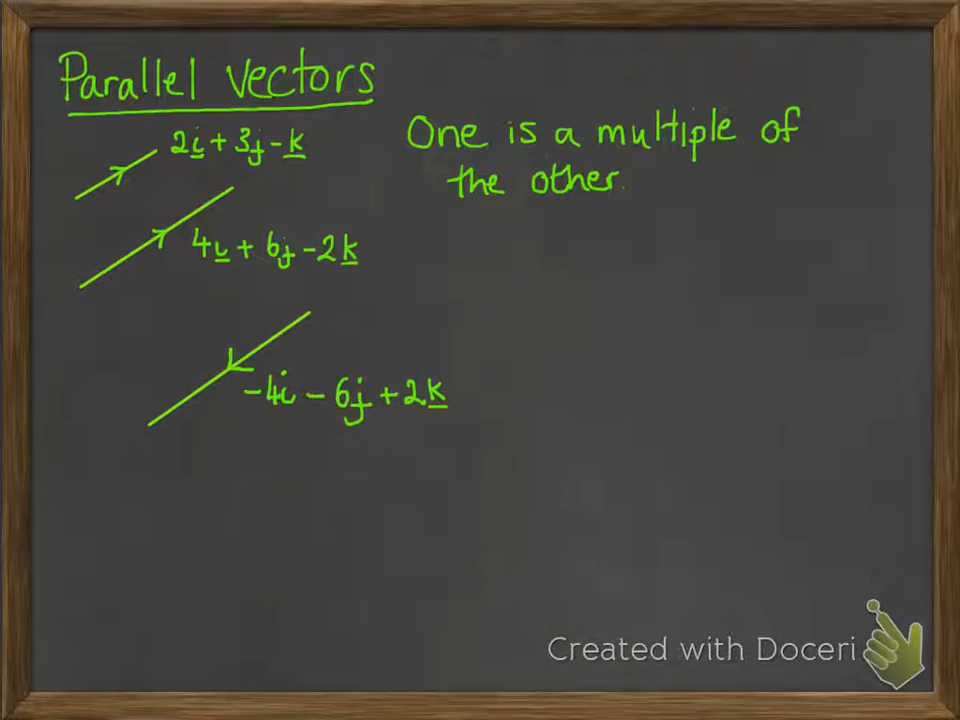 Parallel vectors
2i + 3j - k
One is a multiple of
the other.
4i + 6j - 2k
-4i - 6j + 2k
Created with Doceri